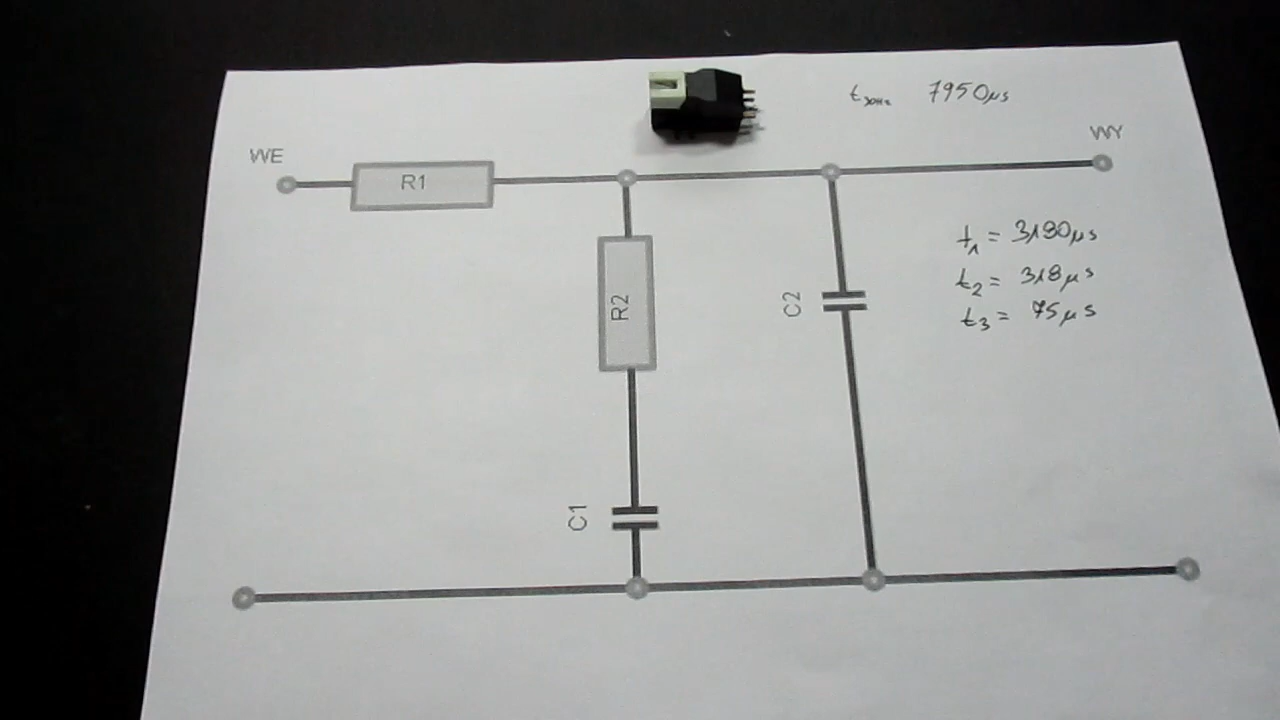 7950μs
WE
R1
WY
t₁ = 3180μs
t₂ = 318μs
t₃ = 75μs
R2
C2
C1